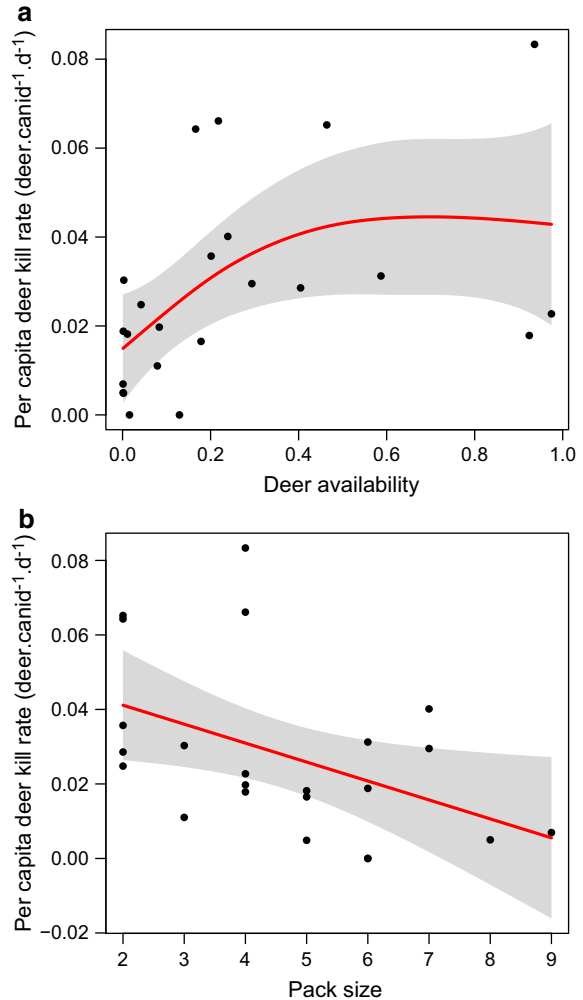 a
Per capita deer kill rate (deer.canid⁻¹.d⁻¹)
0.08
0.06
0.04
0.02
0.00
0.0 0.2 0.4 0.6 0.8 1.0
Deer availability
b
Per capita deer kill rate (deer.canid⁻¹.d⁻¹)
0.08
0.06
0.04
0.02
0.00
−0.02
2 3 4 5 6 7 8 9
Pack size